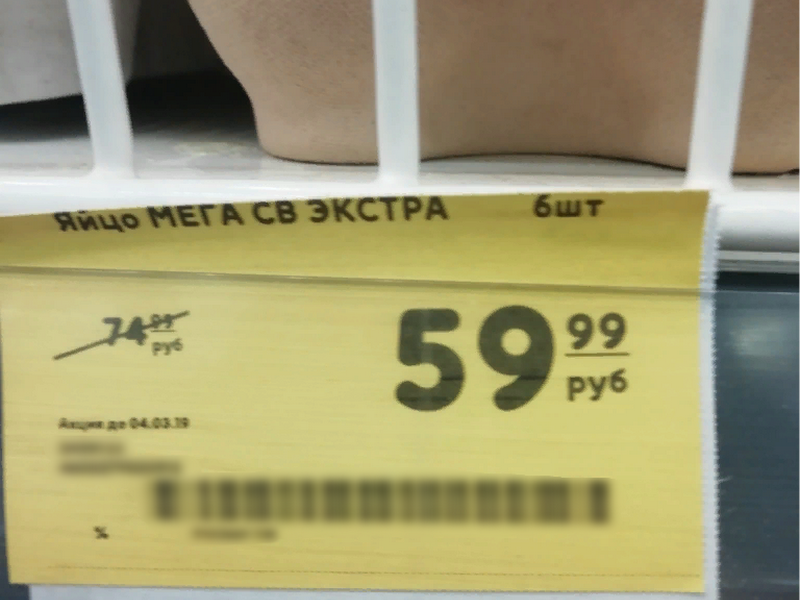 Яйцо МЕГА СВ ЭКСТРА 6шт
74 99 руб
59 99 руб
Акция до 04.03.19
%